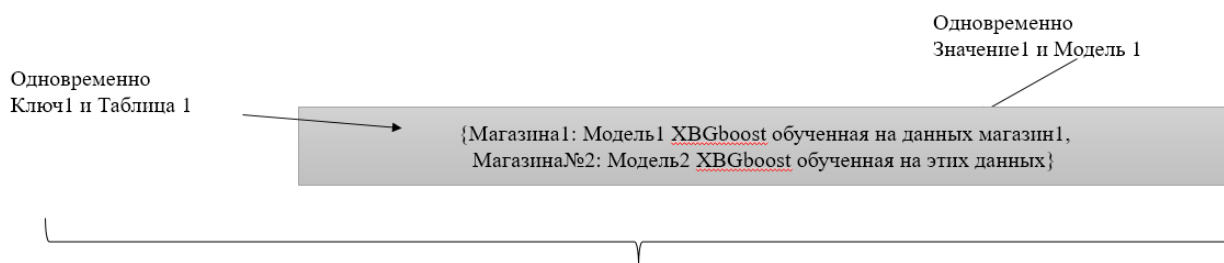 Одновременно
Значение1 и Модель 1
Одновременно
Ключ1 и Таблица 1
{Магазина1: Модель1 XBGboost обученная на данных магазин1,
Магазина№2: Модель2 XBGboost обученная на этих данных}